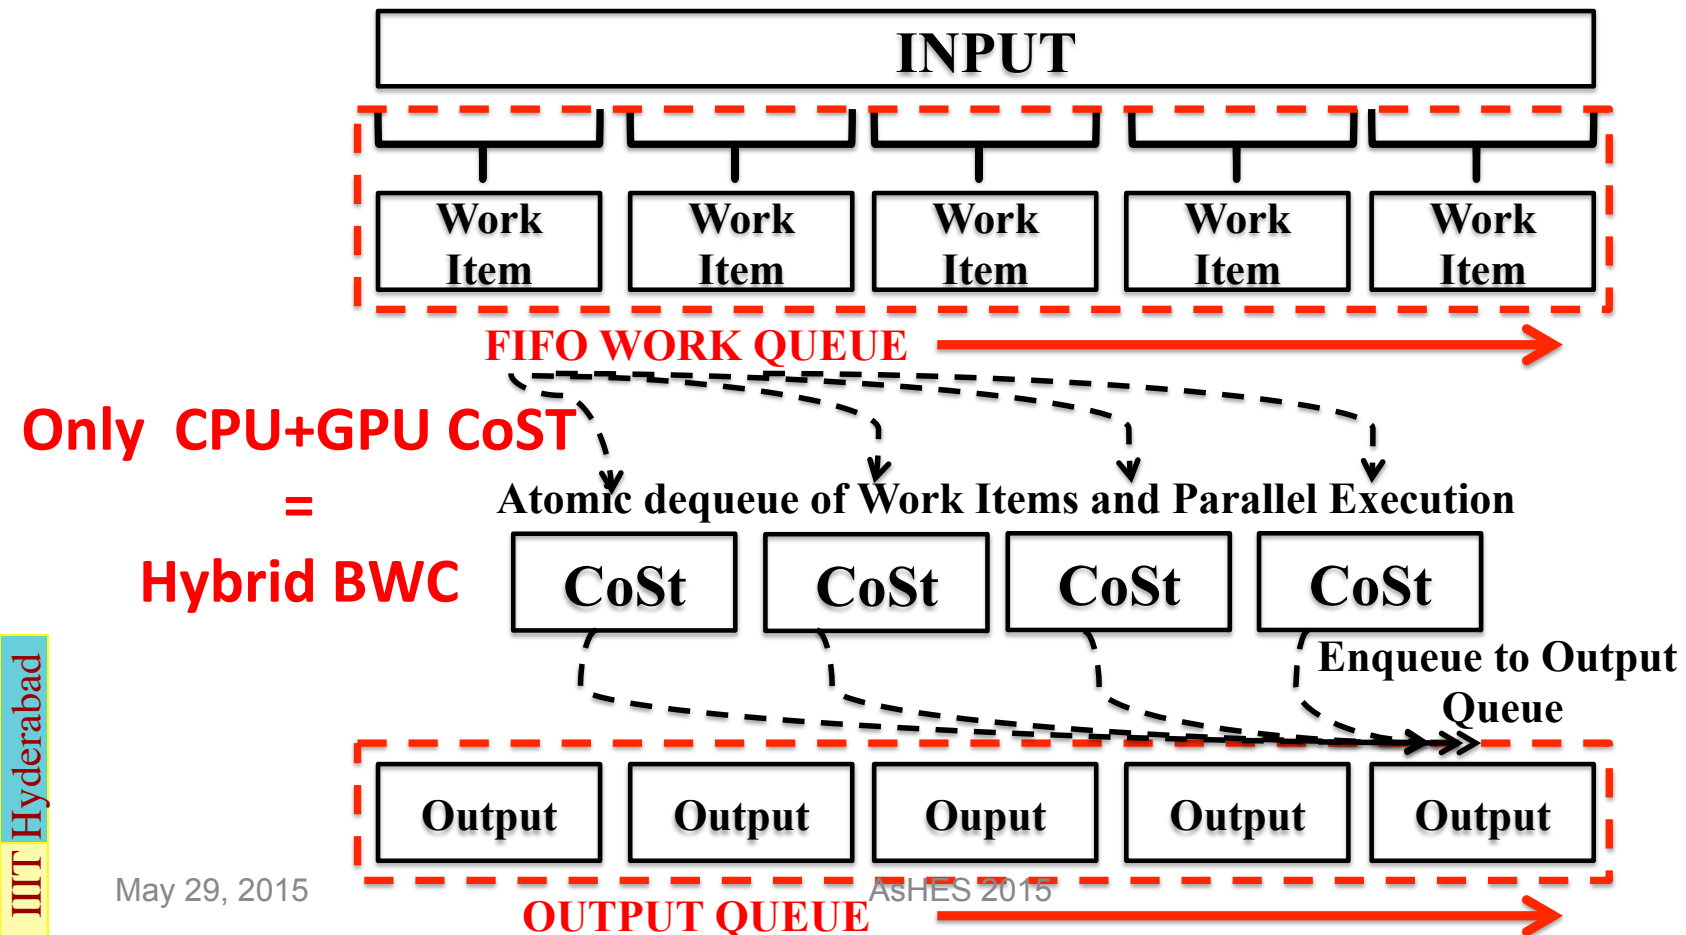 INPUT
Work
Item
Work
Item
Work
Item
Work
Item
Work
Item
FIFO WORK QUEUE
Only CPU+GPU CoST
=
Hybrid BWC
Atomic dequeue of Work Items and Parallel Execution
CoSt
CoSt
CoSt
CoSt
Enqueue to Output
Queue
Output
Output
Ouput
Output
Output
OUTPUT QUEUE
IIIT Hyderabad
May 29, 2015
AsHES 2015